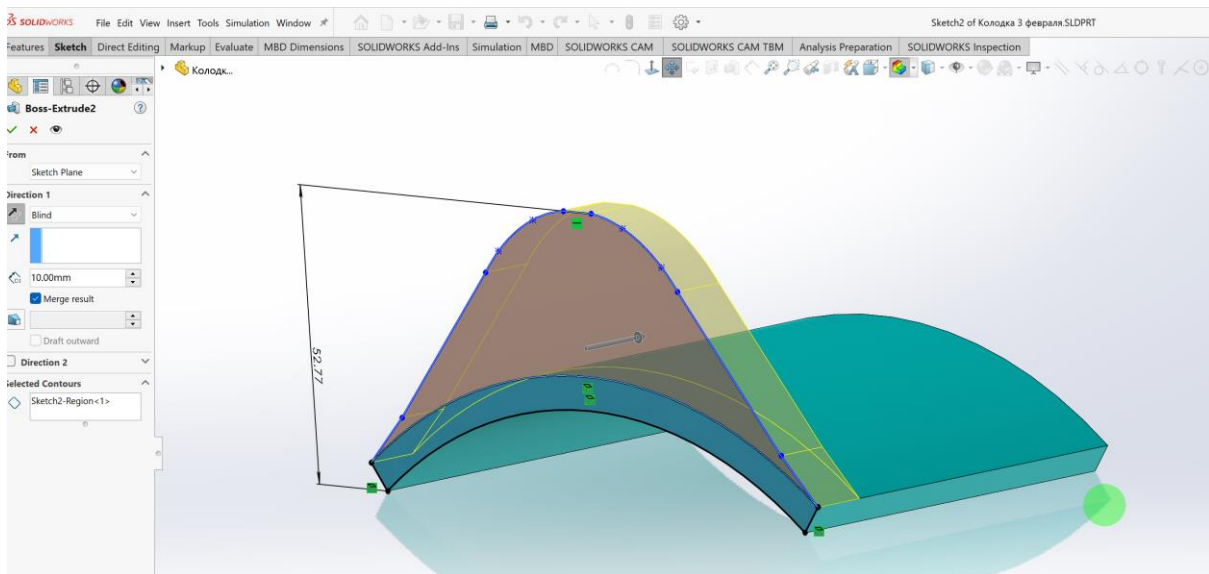 SOLIDWORKS File Edit View Insert Tools Simulation Window Sketch2 of Колодка 3 февраля.SLDPRT
Features Sketch Direct Editing Markup Evaluate MBD Dimensions SOLIDWORKS Add-Ins Simulation MBD SOLIDWORKS CAM SOLIDWORKS CAM TBM Analysis Preparation SOLIDWORKS Inspection
Колодк...
Boss-Extrude2
From
Sketch Plane
Direction 1
Blind
10.00mm
Merge result
Draft outward
Direction 2
Selected Contours
Sketch2-Region<1>
52.77